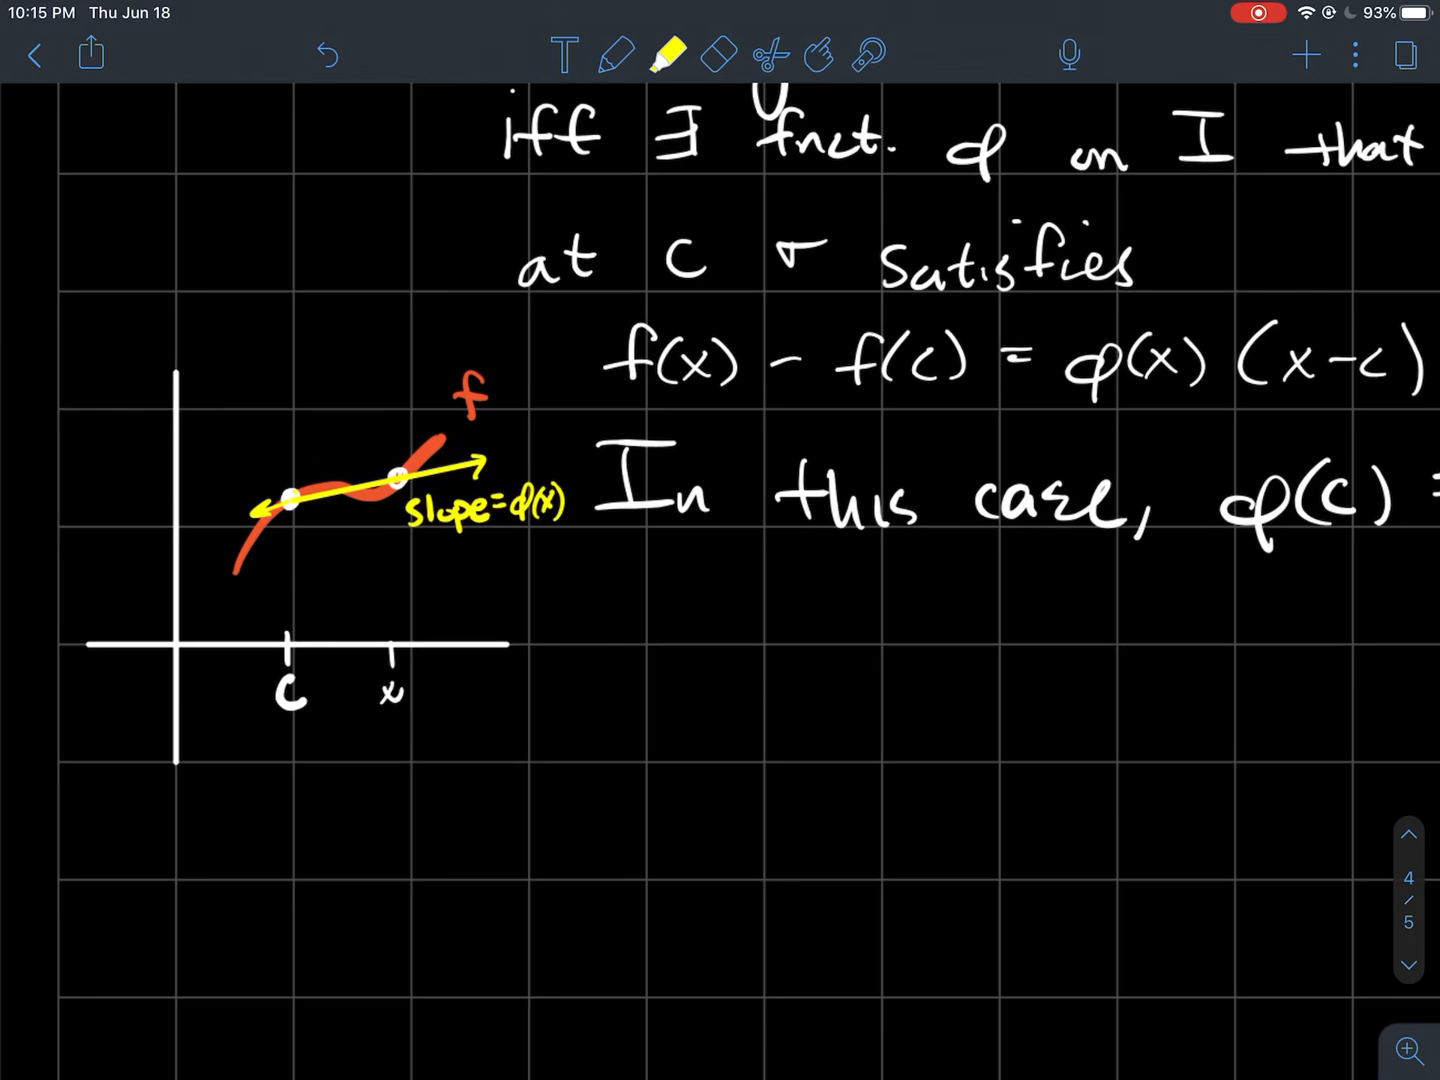 10:15 PM Thu Jun 18
93%
iff ∃ fnct. φ on I that
at c & satisfies
f(x) - f(c) = φ(x) (x-c)
f
In this case, φ(c) =
slope=φ(x)
c x
4
/
5